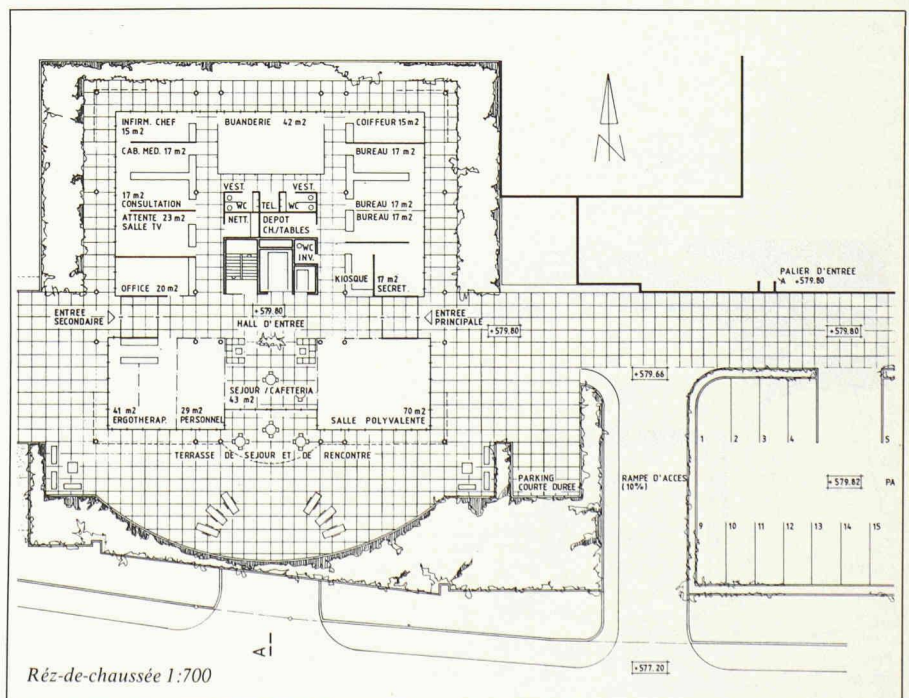 INFIRM. CHEF
15 m2
BUANDERIE 42 m2
COIFFEUR 15 m2
CAB. MED. 17 m2
BUREAU 17 m2
17 m2
CONSULTATION
VEST.
VEST.
WC
TEL.
WC
BUREAU 17 m2
ATTENTE 23 m2
SALLE TV
NETT.
DEPOT
CH./TABLES
BUREAU 17 m2
WC
INV.
OFFICE 20 m2
KIOSQUE
17 m2
SECRET.
PALIER D'ENTRÉE
A +579.80
ENTREE
SECONDAIRE
+579.80
HALL D'ENTREE
ENTREE
PRINCIPALE
+579.80
+579.80
+579.66
SEJOUR / CAFETERIA
43 m2
41 m2
ERGOTHERAP.
29 m2
PERSONNEL
70 m2
SALLE POLYVALENTE
TERRASSE DE SEJOUR ET DE RENCONTRE
1 2 3 4 5
PARKING
COURTE DUREE
RAMPE D'ACCES
(10%)
+579.82
PA
9 10 11 12 13 14 15
A
+577.20
Réz-de-chaussée 1:700
N